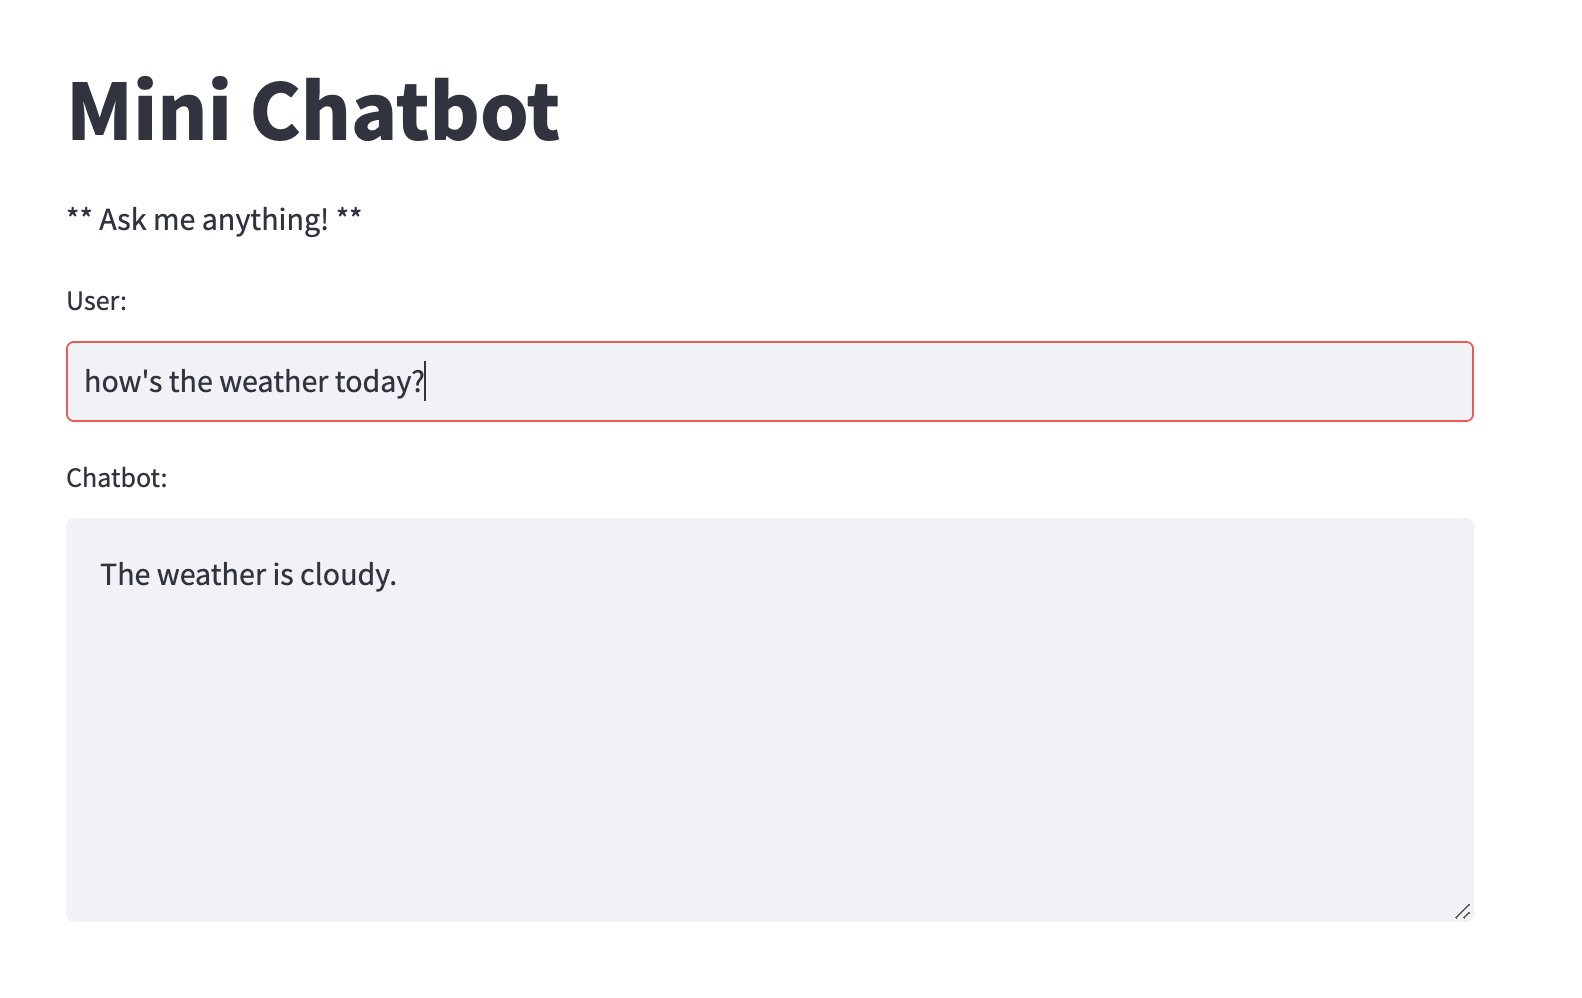 Mini Chatbot
** Ask me anything! **
User:
how's the weather today?
Chatbot:
The weather is cloudy.